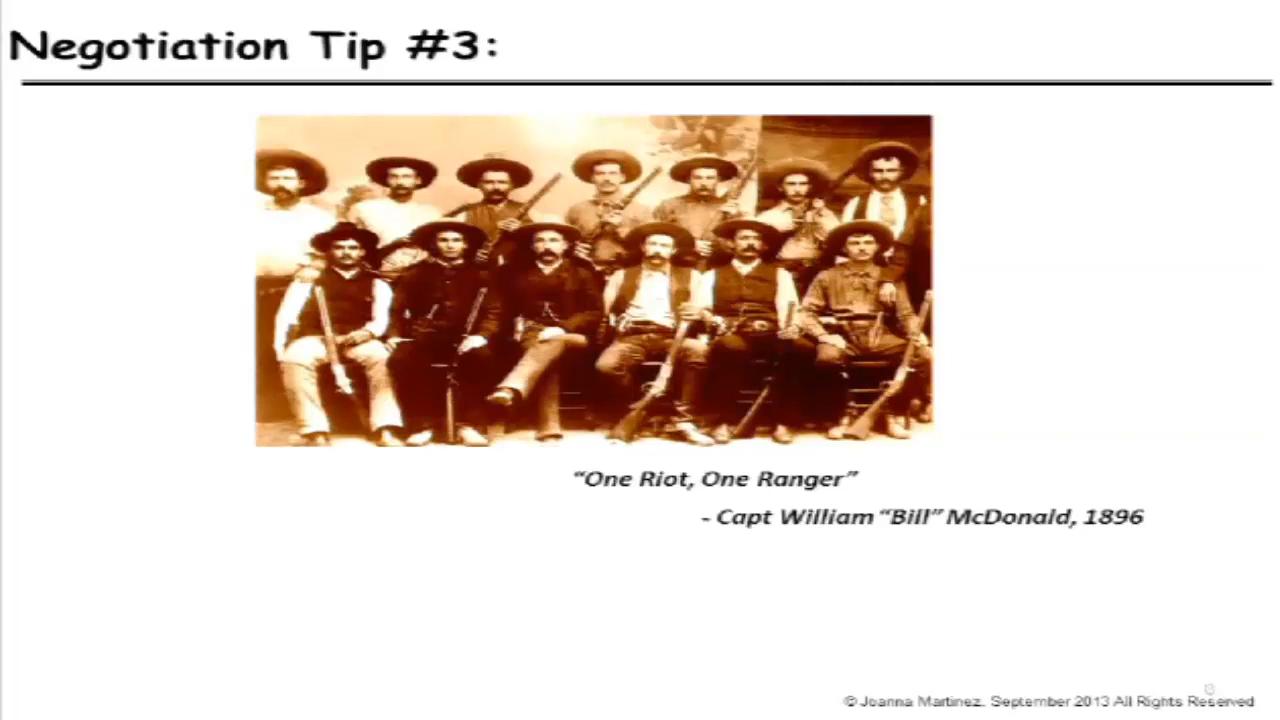 Negotiation Tip #3:
“One Riot, One Ranger”
- Capt William “Bill” McDonald, 1896
13
© Joanna Martinez, September 2013 All Rights Reserved